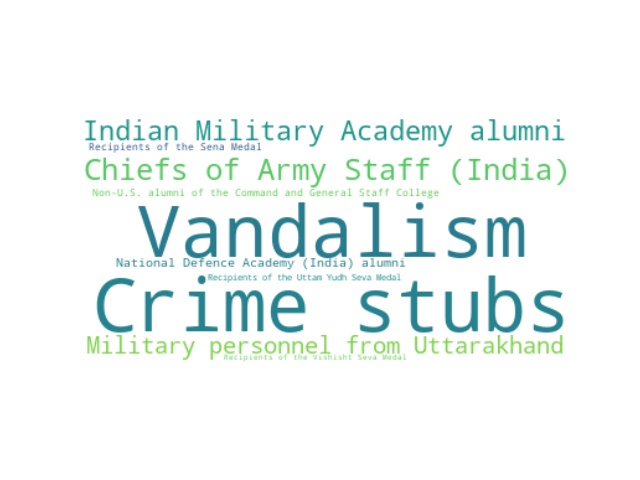 Indian Military Academy alumni
Recipients of the Sena Medal
Chiefs of Army Staff (India)
Non-U.S. alumni of the Command and General Staff College
Vandalism
National Defence Academy (India) alumni
Recipients of the Uttam Yudh Seva Medal
Crime stubs
Military personnel from Uttarakhand
Recipients of the Vishisht Seva Medal